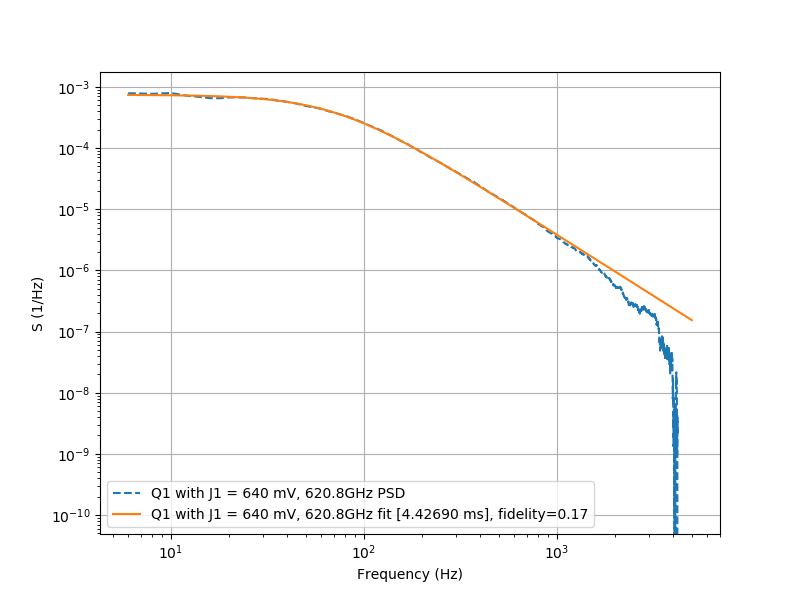 10⁻³
10⁻⁴
10⁻⁵
10⁻⁶
10⁻⁷
10⁻⁸
10⁻⁹
10⁻¹⁰
S (1/Hz)
Q1 with J1 = 640 mV, 620.8GHz PSD
Q1 with J1 = 640 mV, 620.8GHz fit [4.42690 ms], fidelity=0.17
10¹ 10² 10³
Frequency (Hz)